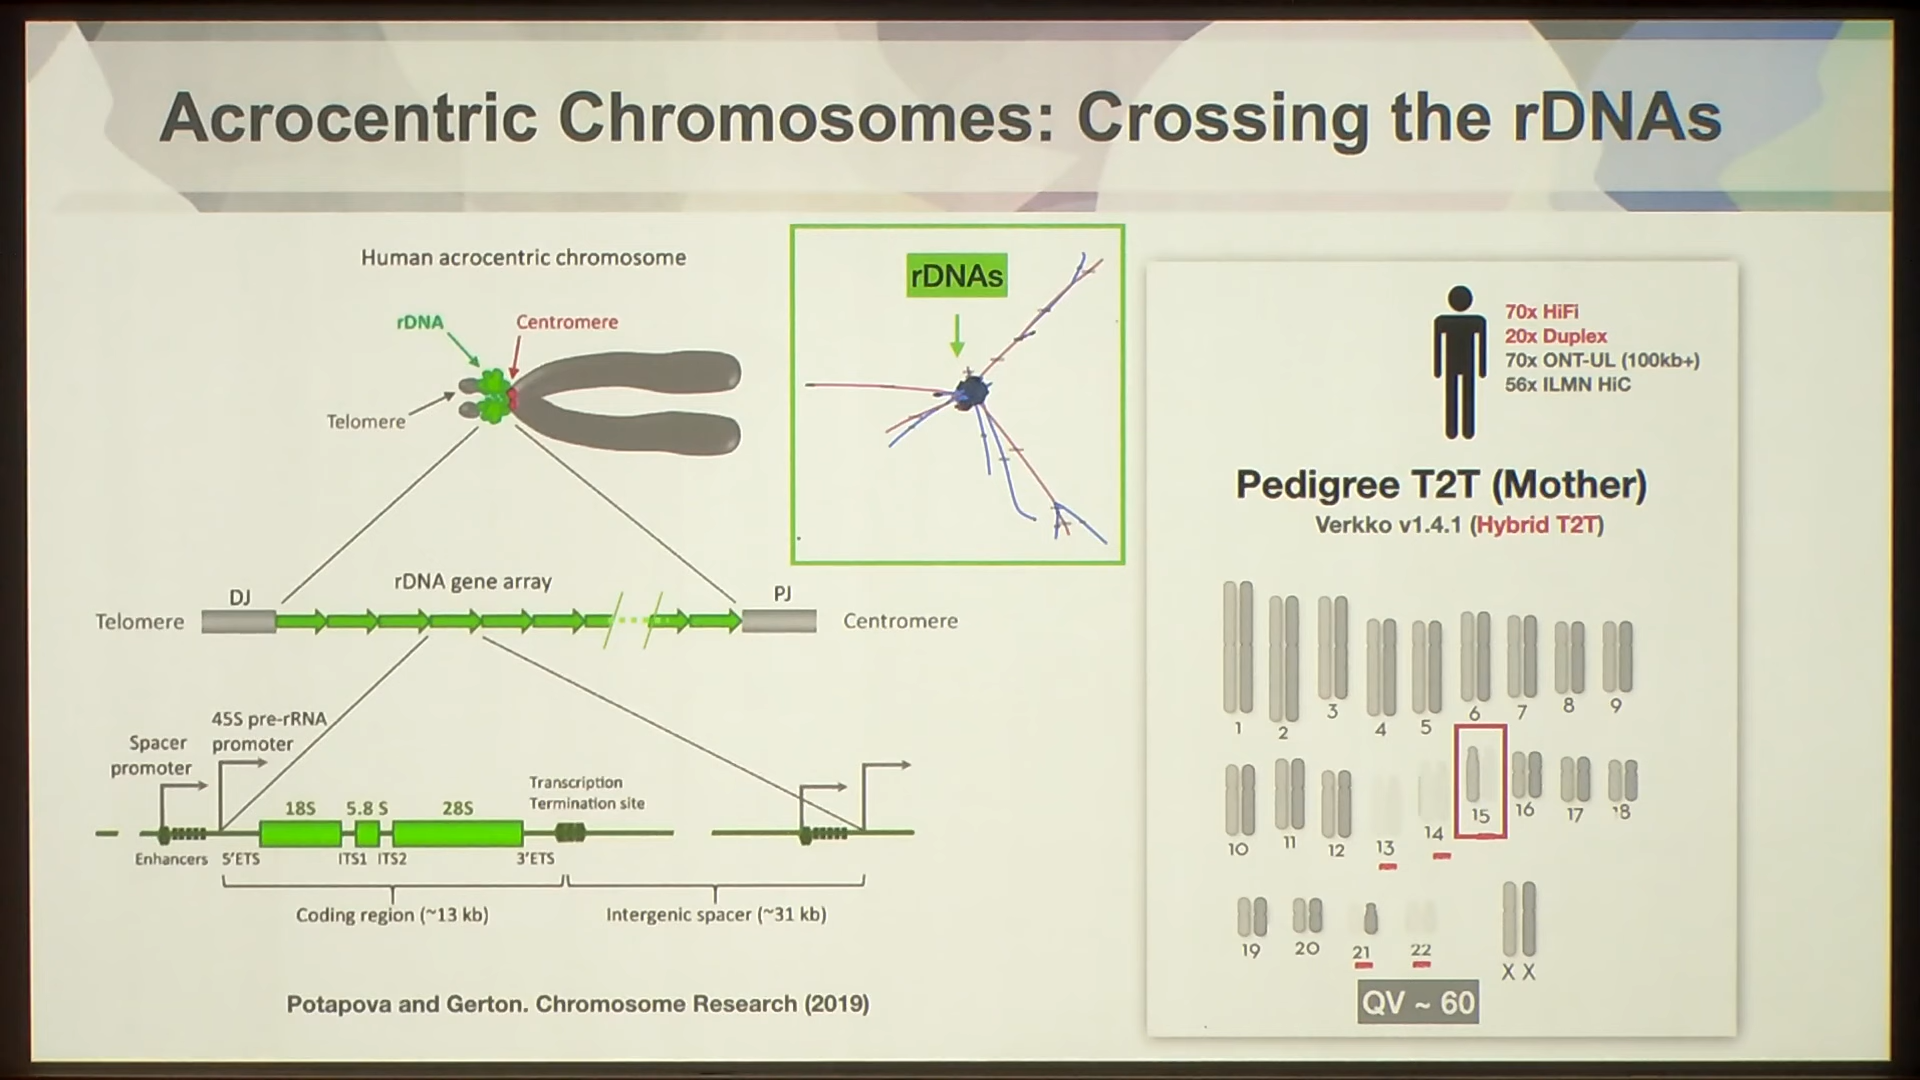 Acrocentric Chromosomes: Crossing the rDNAs
Human acrocentric chromosome
rDNA
Centromere
Telomere
rDNAs
DJ
rDNA gene array
PJ
Telomere
Centromere
45S pre-rRNA
promoter
Spacer
promoter
18S
5.8 S
28S
Transcription
Termination site
Enhancers
5'ETS
ITS1
ITS2
3'ETS
Coding region (~13 kb)
Intergenic spacer (~31 kb)
Potapova and Gerton. Chromosome Research (2019)
70x HiFi
20x Duplex
70x ONT-UL (100kb+)
56x ILMN HiC
Pedigree T2T (Mother)
Verkko v1.4.1 (Hybrid T2T)
1 2 3 4 5 6 7 8 9
10 11 12 13 14 15 16 17 18
19 20 21 22 X X
QV ~ 60